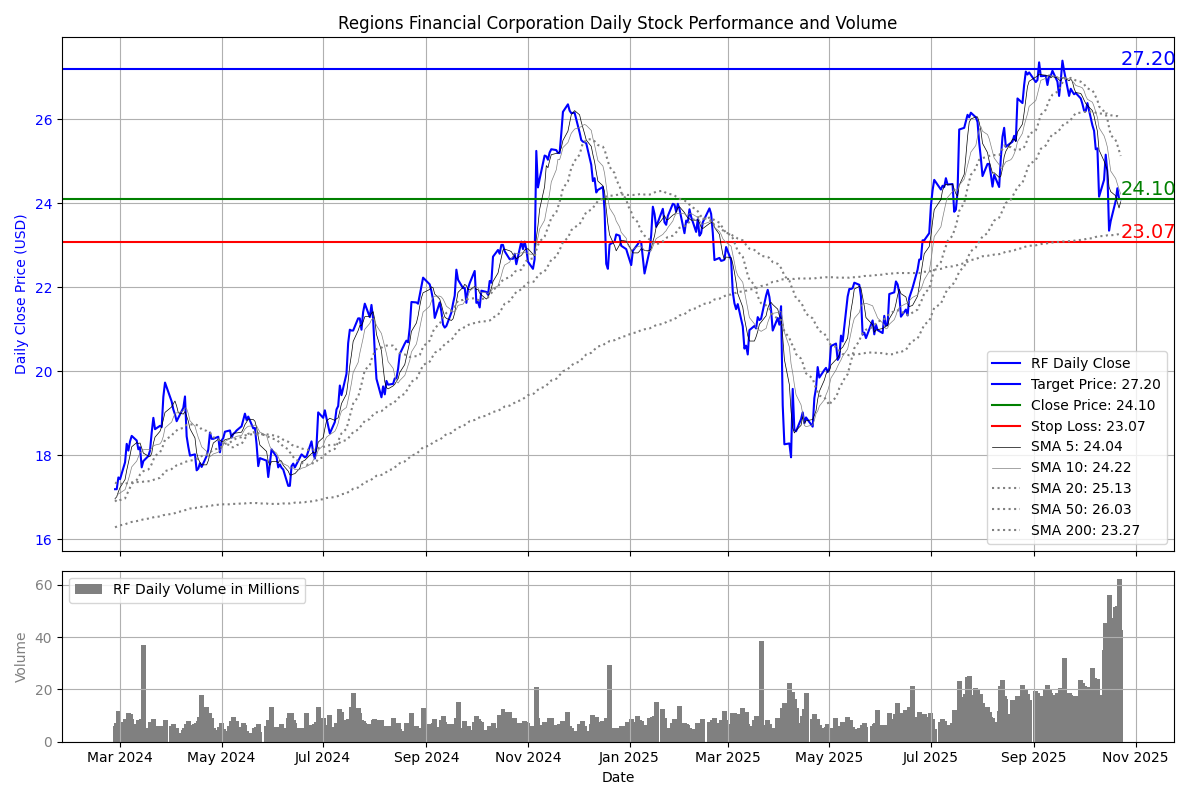 Regions Financial Corporation Daily Stock Performance and Volume
Daily Close Price (USD)
26
24
22
20
18
16
27.20
24.10
23.07
RF Daily Close
Target Price: 27.20
Close Price: 24.10
Stop Loss: 23.07
SMA 5: 24.04
SMA 10: 24.22
SMA 20: 25.13
SMA 50: 26.03
SMA 200: 23.27
Volume
60
40
20
0
RF Daily Volume in Millions
Mar 2024 May 2024 Jul 2024 Sep 2024 Nov 2024 Jan 2025 Mar 2025 May 2025 Jul 2025 Sep 2025 Nov 2025
Date